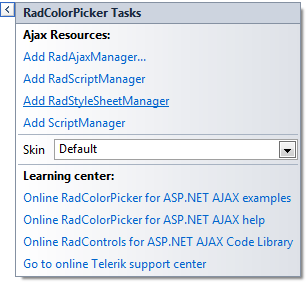 RadColorPicker Tasks
Ajax Resources:
Add RadAjaxManager...
Add RadScriptManager
Add RadStyleSheetManager
Add ScriptManager
Skin Default
Learning center:
Online RadColorPicker for ASP.NET AJAX examples
Online RadColorPicker for ASP.NET AJAX help
Online RadControls for ASP.NET AJAX Code Library
Go to online Telerik support center